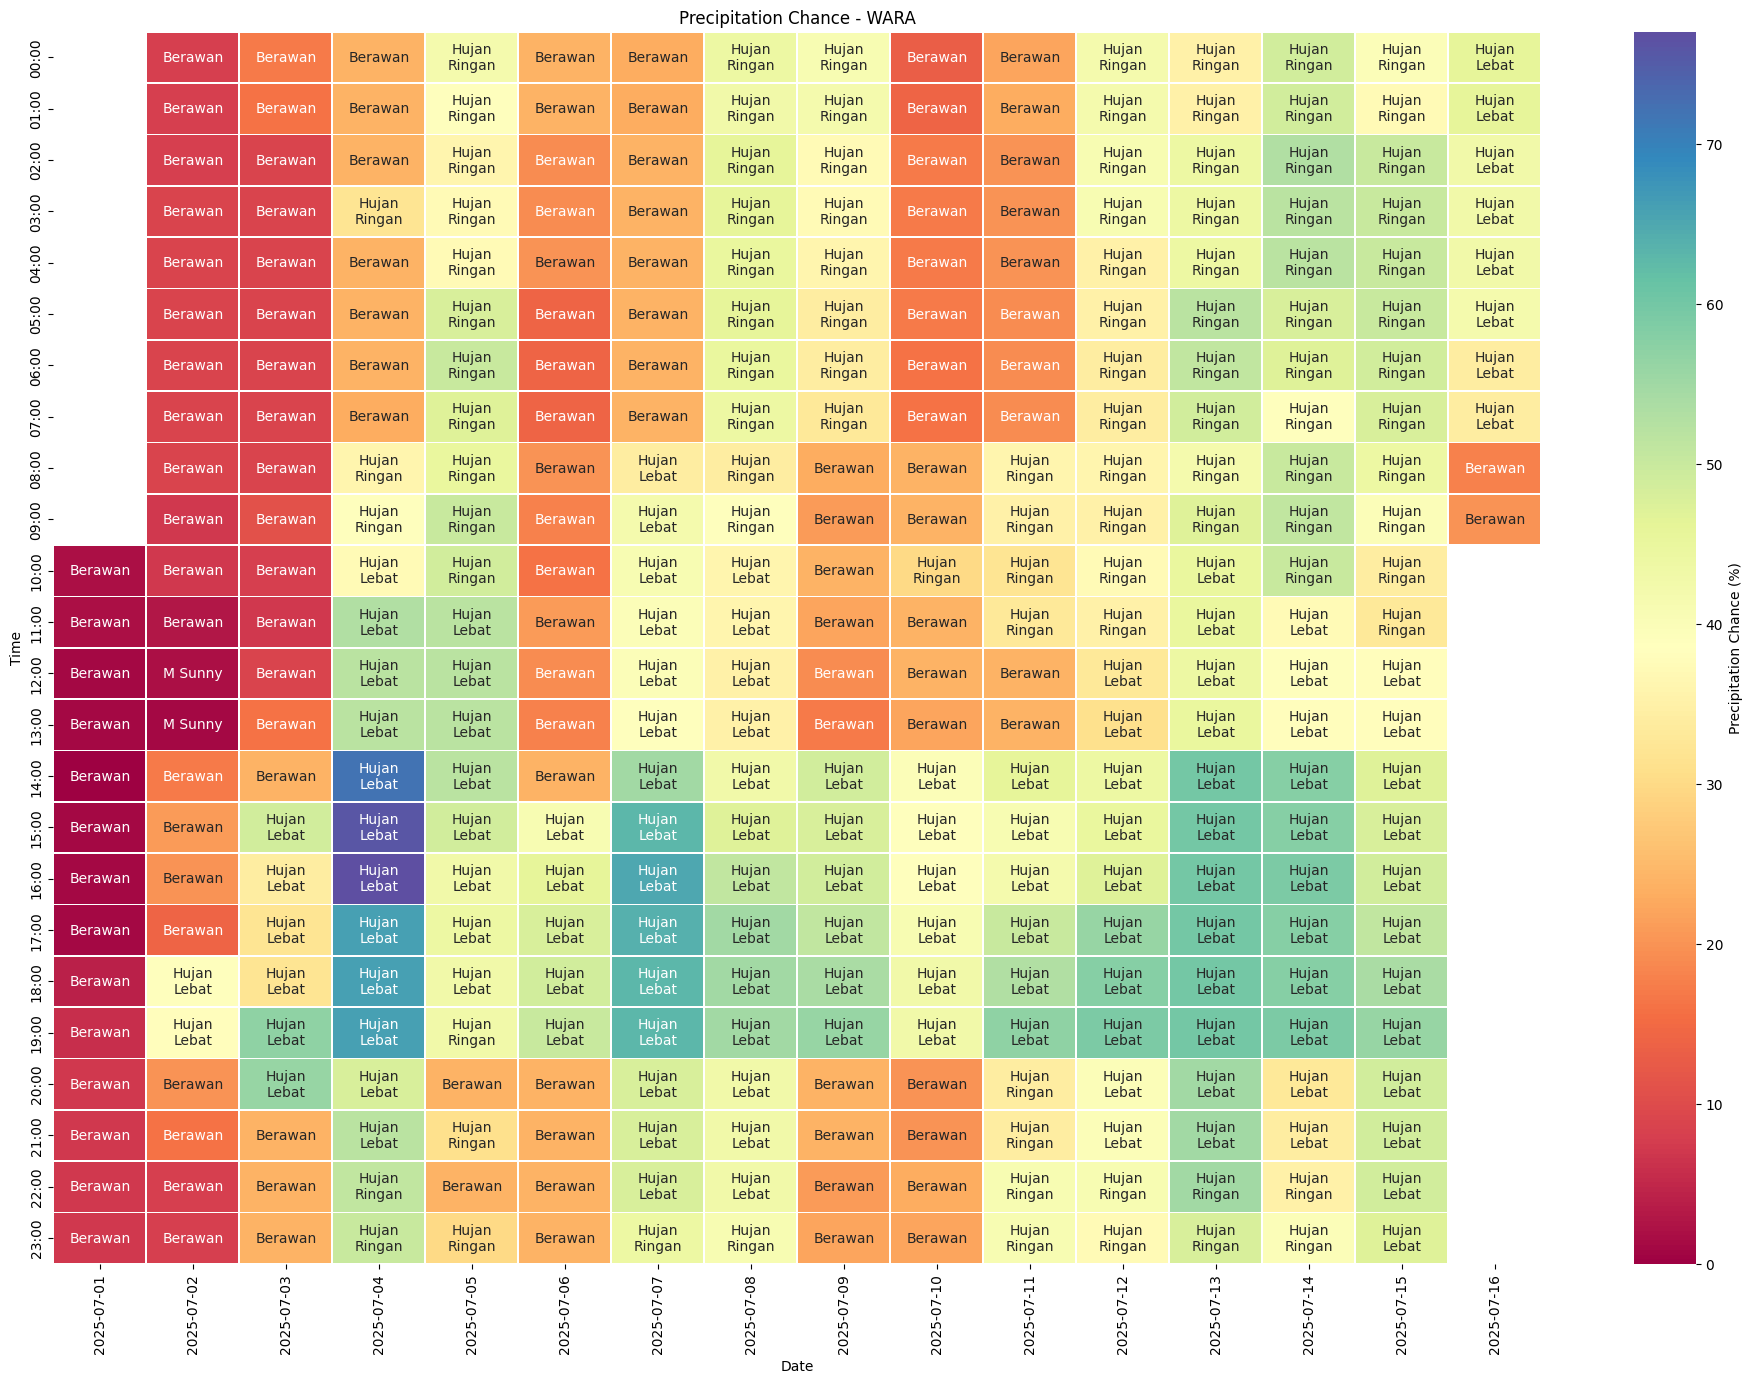 Precipitation Chance - WARA
Time
00:00 Berawan Berawan Berawan Hujan Ringan Berawan Berawan Hujan Ringan Hujan Ringan Berawan Berawan Hujan Ringan Hujan Ringan Hujan Ringan Hujan Ringan Hujan Lebat
01:00 Berawan Berawan Berawan Hujan Ringan Berawan Berawan Hujan Ringan Hujan Ringan Berawan Berawan Hujan Ringan Hujan Ringan Hujan Ringan Hujan Ringan Hujan Lebat
02:00 Berawan Berawan Berawan Hujan Ringan Berawan Berawan Hujan Ringan Hujan Ringan Berawan Berawan Hujan Ringan Hujan Ringan Hujan Ringan Hujan Ringan Hujan Lebat
03:00 Berawan Berawan Hujan Ringan Hujan Ringan Berawan Berawan Hujan Ringan Hujan Ringan Berawan Berawan Hujan Ringan Hujan Ringan Hujan Ringan Hujan Ringan Hujan Lebat
04:00 Berawan Berawan Berawan Hujan Ringan Berawan Berawan Hujan Ringan Hujan Ringan Berawan Berawan Hujan Ringan Hujan Ringan Hujan Ringan Hujan Ringan Hujan Lebat
05:00 Berawan Berawan Berawan Hujan Ringan Berawan Berawan Hujan Ringan Hujan Ringan Berawan Berawan Hujan Ringan Hujan Ringan Hujan Ringan Hujan Ringan Hujan Lebat
06:00 Berawan Berawan Berawan Hujan Ringan Berawan Berawan Hujan Ringan Hujan Ringan Berawan Berawan Hujan Ringan Hujan Ringan Hujan Ringan Hujan Ringan Hujan Lebat
07:00 Berawan Berawan Berawan Hujan Ringan Berawan Berawan Hujan Ringan Hujan Ringan Berawan Berawan Hujan Ringan Hujan Ringan Hujan Ringan Hujan Ringan Hujan Lebat
08:00 Berawan Berawan Hujan Ringan Hujan Ringan Berawan Hujan Lebat Hujan Ringan Berawan Berawan Hujan Ringan Hujan Ringan Hujan Ringan Hujan Ringan Hujan Ringan Berawan
09:00 Berawan Berawan Hujan Ringan Hujan Ringan Berawan Hujan Lebat Hujan Ringan Berawan Berawan Hujan Ringan Hujan Ringan Hujan Ringan Hujan Ringan Hujan Ringan Berawan
10:00 Berawan Berawan Berawan Hujan Lebat Hujan Ringan Berawan Hujan Lebat Hujan Lebat Berawan Hujan Ringan Hujan Ringan Hujan Ringan Hujan Lebat Hujan Ringan Hujan Ringan
11:00 Berawan Berawan Berawan Hujan Lebat Hujan Lebat Berawan Hujan Lebat Hujan Lebat Berawan Berawan Hujan Ringan Hujan Ringan Hujan Lebat Hujan Lebat Hujan Ringan
12:00 Berawan M Sunny Berawan Hujan Lebat Hujan Lebat Berawan Hujan Lebat Hujan Lebat Berawan Berawan Berawan Hujan Lebat Hujan Lebat Hujan Lebat Hujan Lebat
13:00 Berawan M Sunny Berawan Hujan Lebat Hujan Lebat Berawan Hujan Lebat Hujan Lebat Berawan Berawan Berawan Hujan Lebat Hujan Lebat Hujan Lebat Hujan Lebat
14:00 Berawan Berawan Berawan Hujan Lebat Hujan Lebat Berawan Hujan Lebat Hujan Lebat Hujan Lebat Hujan Lebat Hujan Lebat Hujan Lebat Hujan Lebat Hujan Lebat Hujan Lebat
15:00 Berawan Berawan Hujan Lebat Hujan Lebat Hujan Lebat Hujan Lebat Hujan Lebat Hujan Lebat Hujan Lebat Hujan Lebat Hujan Lebat Hujan Lebat Hujan Lebat Hujan Lebat Hujan Lebat
16:00 Berawan Berawan Hujan Lebat Hujan Lebat Hujan Lebat Hujan Lebat Hujan Lebat Hujan Lebat Hujan Lebat Hujan Lebat Hujan Lebat Hujan Lebat Hujan Lebat Hujan Lebat Hujan Lebat
17:00 Berawan Berawan Hujan Lebat Hujan Lebat Hujan Lebat Hujan Lebat Hujan Lebat Hujan Lebat Hujan Lebat Hujan Lebat Hujan Lebat Hujan Lebat Hujan Lebat Hujan Lebat Hujan Lebat
18:00 Berawan Hujan Lebat Hujan Lebat Hujan Lebat Hujan Lebat Hujan Lebat Hujan Lebat Hujan Lebat Hujan Lebat Hujan Lebat Hujan Lebat Hujan Lebat Hujan Lebat Hujan Lebat Hujan Lebat
19:00 Berawan Hujan Lebat Hujan Lebat Hujan Lebat Hujan Ringan Hujan Lebat Hujan Lebat Hujan Lebat Hujan Lebat Hujan Lebat Hujan Lebat Hujan Lebat Hujan Lebat Hujan Lebat Hujan Lebat
20:00 Berawan Berawan Hujan Lebat Hujan Lebat Berawan Berawan Hujan Lebat Hujan Lebat Berawan Berawan Hujan Ringan Hujan Lebat Hujan Lebat Hujan Lebat Hujan Lebat
21:00 Berawan Berawan Berawan Hujan Lebat Hujan Ringan Berawan Hujan Lebat Hujan Lebat Berawan Berawan Hujan Ringan Hujan Lebat Hujan Lebat Hujan Lebat Hujan Lebat
22:00 Berawan Berawan Berawan Hujan Ringan Berawan Berawan Hujan Lebat Hujan Lebat Berawan Berawan Hujan Ringan Hujan Ringan Hujan Ringan Hujan Ringan Hujan Lebat
23:00 Berawan Berawan Berawan Hujan Ringan Hujan Ringan Berawan Hujan Ringan Hujan Ringan Berawan Berawan Hujan Ringan Hujan Ringan Hujan Ringan Hujan Ringan Hujan Lebat
2025-07-01 2025-07-02 2025-07-03 2025-07-04 2025-07-05 2025-07-06 2025-07-07 2025-07-08 2025-07-09 2025-07-10 2025-07-11 2025-07-12 2025-07-13 2025-07-14 2025-07-15 2025-07-16
Date
70
60
50
40
30
20
10
0
Precipitation Chance (%)